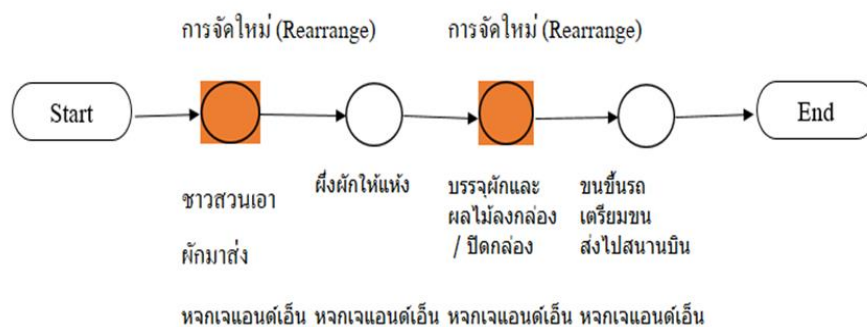 การจัดใหม่ (Rearrange)
การจัดใหม่ (Rearrange)
Start
End
ชาวสวนเอา
ผักมาส่ง
ผึ่งผักให้แห้ง
บรรจุผักและ
ผลไม้ลงกล่อง
/ ปิดกล่อง
ขนขึ้นรถ
เตรียมขน
ส่งไปสนานบิน
หจกเจแอนด์เอ็น
หจกเจแอนด์เอ็น
หจกเจแอนด์เอ็น
หจกเจแอนด์เอ็น